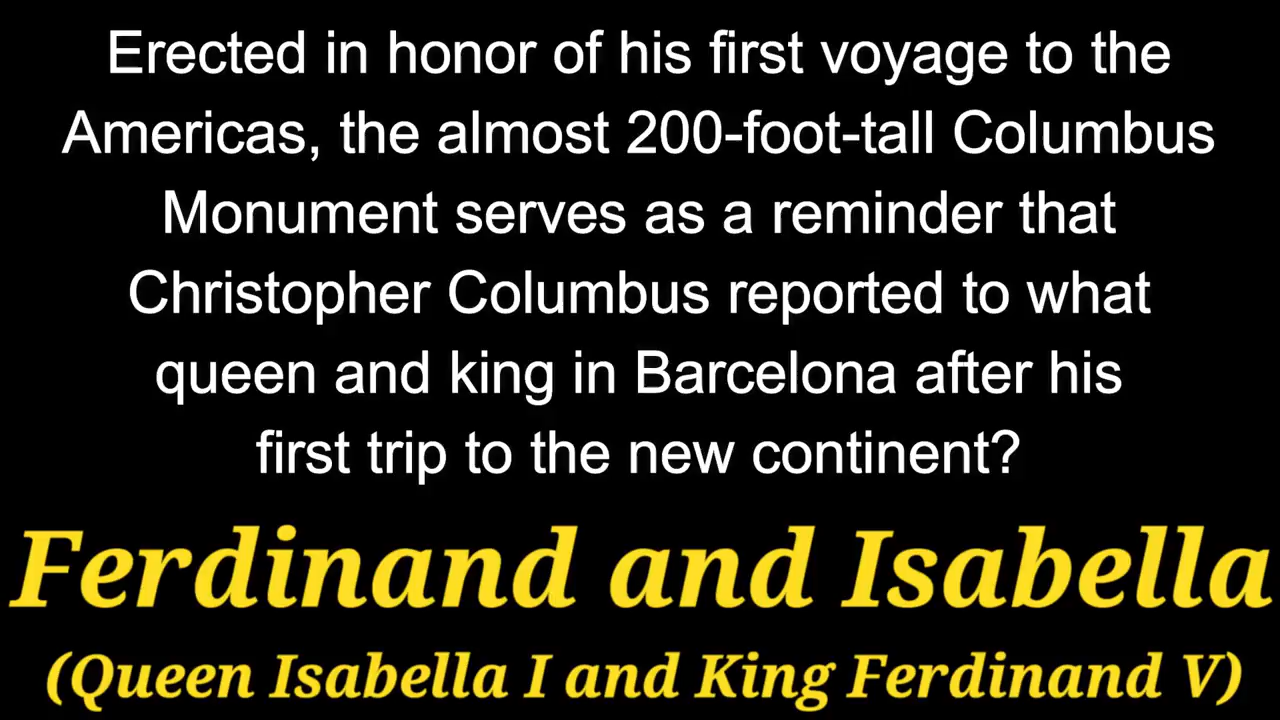 Erected in honor of his first voyage to the
Americas, the almost 200-foot-tall Columbus
Monument serves as a reminder that
Christopher Columbus reported to what
queen and king in Barcelona after his
first trip to the new continent?
Ferdinand and Isabella
(Queen Isabella I and King Ferdinand V)